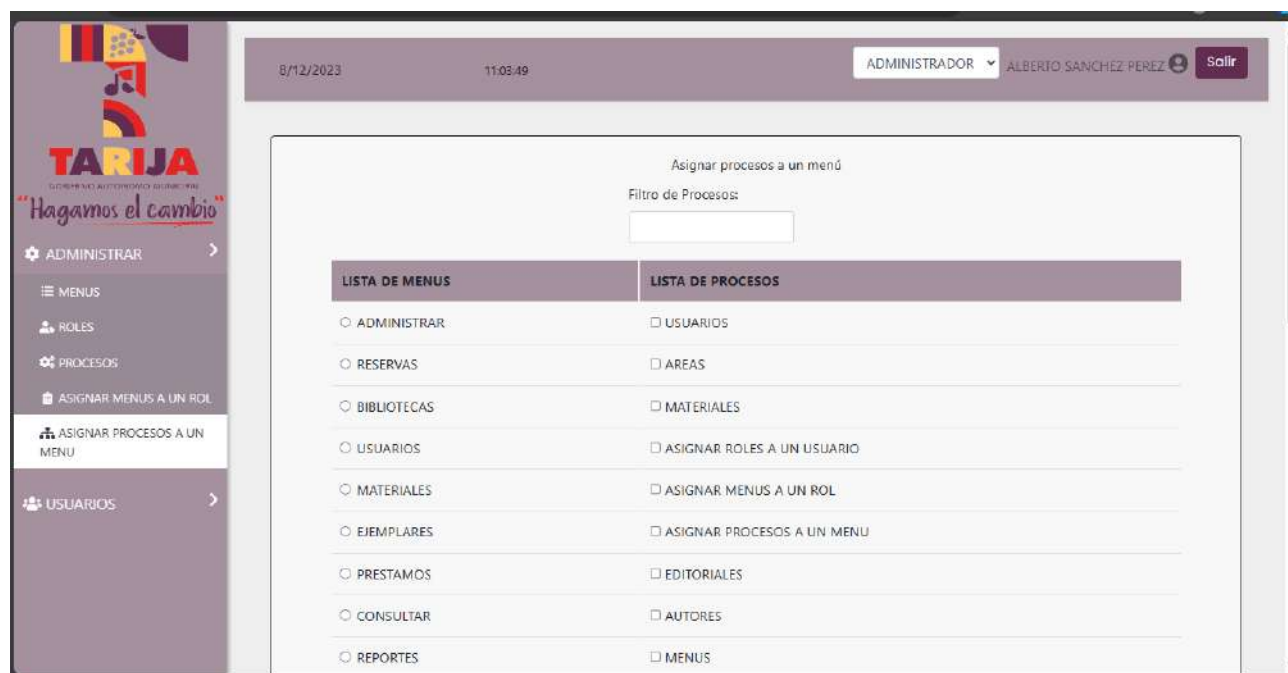 TARIJA
GOBIERNO AUTONOMO MUNICIPAL
"Hagamos el cambio"
ADMINISTRAR
MENUS
ROLES
PROCESOS
ASIGNAR MENUS A UN ROL
ASIGNAR PROCESOS A UN
MENU
USUARIOS
8/12/2023 11:03:49 ADMINISTRADOR ALBERTO SANCHEZ PEREZ Salir
Asignar procesos a un menú
Filtro de Procesos:
LISTA DE MENUS LISTA DE PROCESOS
ADMINISTRAR USUARIOS
RESERVAS AREAS
BIBLIOTECAS MATERIALES
USUARIOS ASIGNAR ROLES A UN USUARIO
MATERIALES ASIGNAR MENUS A UN ROL
EJEMPLARES ASIGNAR PROCESOS A UN MENU
PRESTAMOS EDITORIALES
CONSULTAR AUTORES
REPORTES MENUS